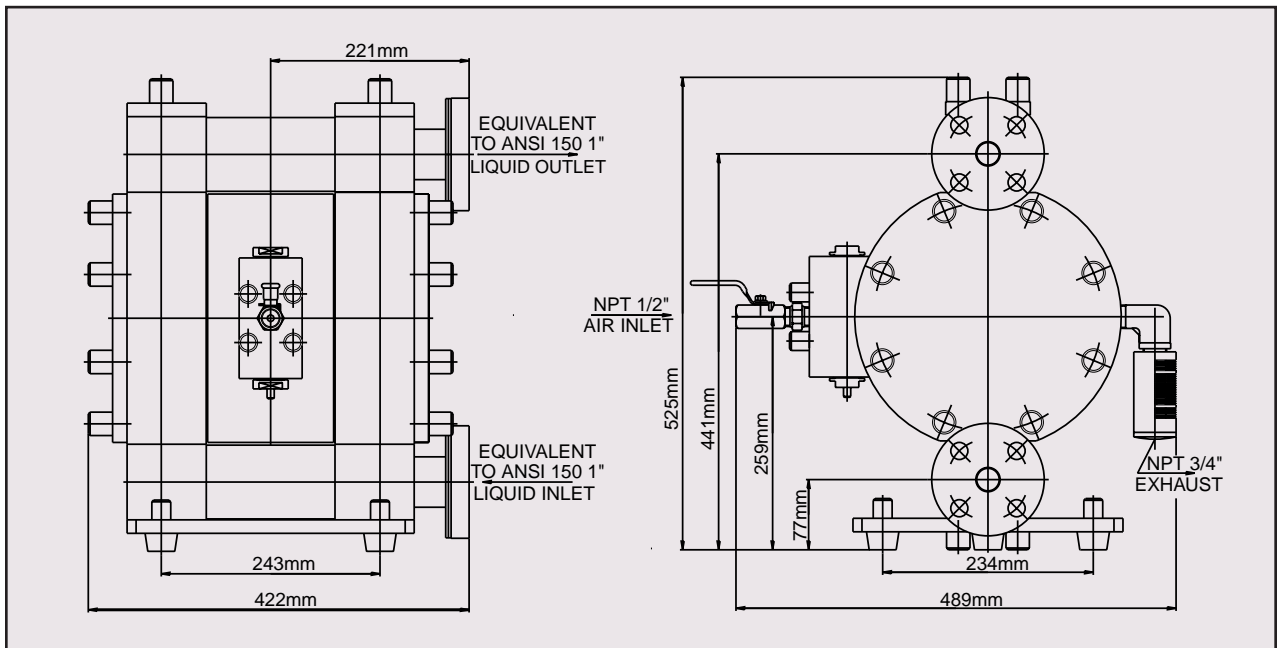 221mm
EQUIVALENT
TO ANSI 150 1"
LIQUID OUTLET
EQUIVALENT
TO ANSI 150 1"
LIQUID INLET
243mm
422mm
NPT 1/2"
AIR INLET
525mm
441mm
259mm
77mm
NPT 3/4"
EXHAUST
234mm
489mm